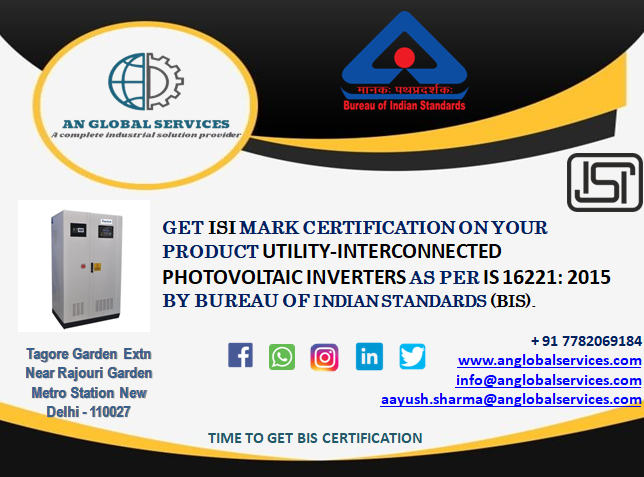 AN GLOBAL SERVICES
A complete industrial solution provider
मानकः पथप्रदर्शकः
Bureau of Indian Standards
ISI
GET ISI MARK CERTIFICATION ON YOUR
PRODUCT UTILITY-INTERCONNECTED
PHOTOVOLTAIC INVERTERS AS PER IS 16221: 2015
BY BUREAU OF INDIAN STANDARDS (BIS).
Tagore Garden Extn
Near Rajouri Garden
Metro Station New
Delhi - 110027
+ 91 7782069184
www.anglobalservices.com
info@anglobalservices.com
aayush.sharma@anglobalservices.com
TIME TO GET BIS CERTIFICATION